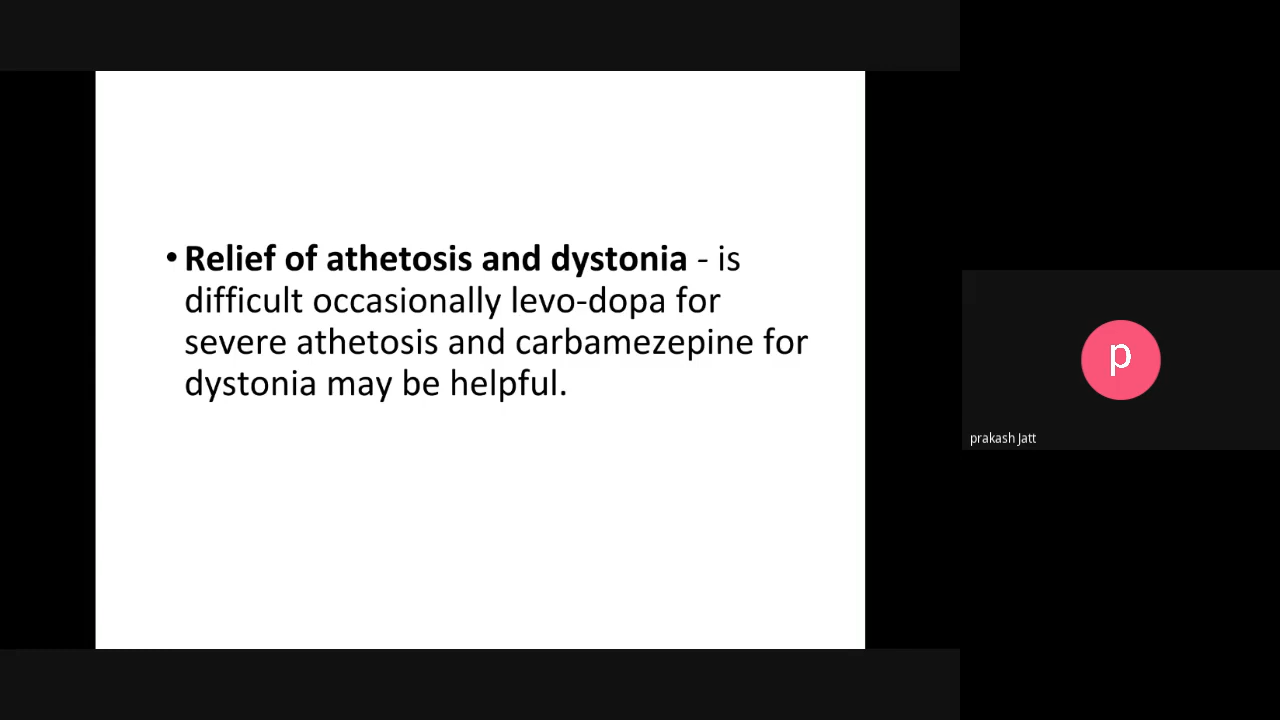 • Relief of athetosis and dystonia - is
difficult occasionally levo-dopa for
severe athetosis and carbamezepine for
dystonia may be helpful.
p
prakash Jatt